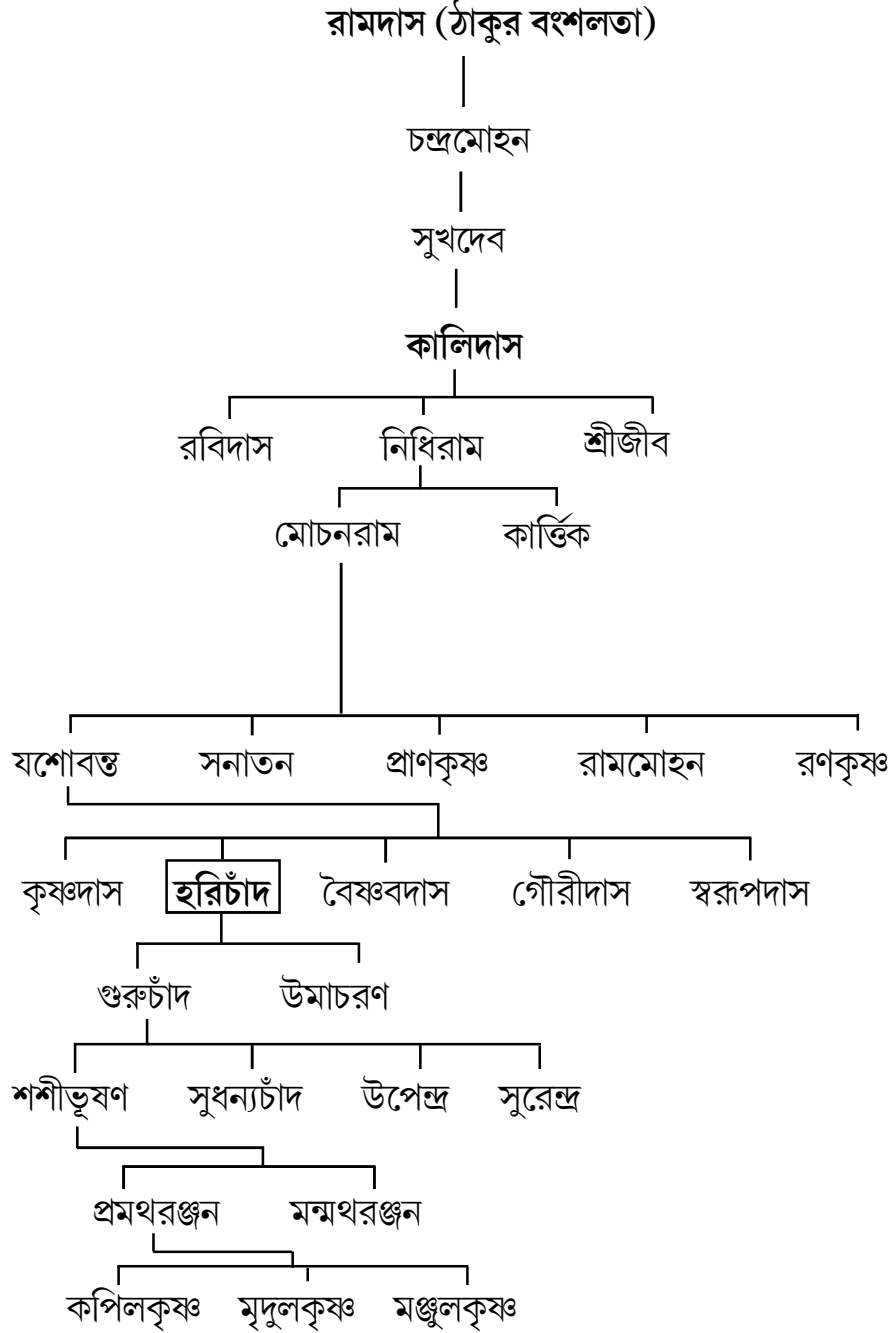 রামদাস (ঠাকুর বংশলতা)
চন্দ্রমোহন
সুখদেব
কালিদাস
রবিদাস নিধিরাম শ্রীজীব
মোচনরাম কার্ত্তিক
যশোবন্ত সনাতন প্রাণকৃষ্ণ রামমোহন রণকৃষ্ণ
কৃষ্ণদাস হরিচাঁদ বৈষ্ণবদাস গৌরীদাস স্বরূপদাস
গুরুচাঁদ উমাচরণ
শশীভূষণ সুধন্যচাঁদ উপেন্দ্র সুরেন্দ্র
প্রমথরঞ্জন মন্মথরঞ্জন
কপিলকৃষ্ণ মৃদুলকৃষ্ণ মঞ্জুলকৃষ্ণ